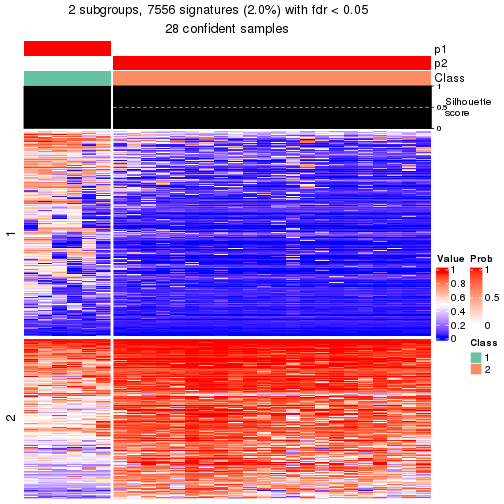 2 subgroups, 7556 signatures (2.0%) with fdr < 0.05
28 confident samples
p1
p2
Class
1
0.5
0
Silhouette
score
1
2
Value
1
0.8
0.6
0.4
0.2
0
Prob
1
0.5
0
Class
1
2